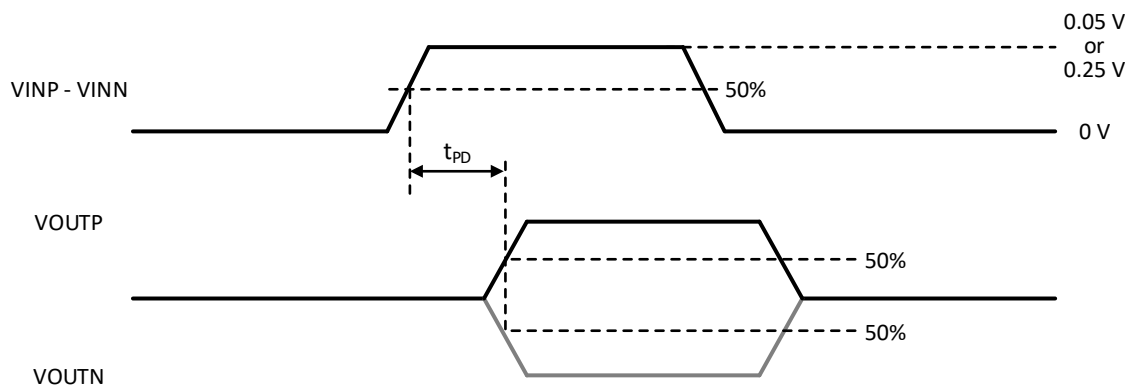 0.05 V
or
0.25 V
VINP - VINN
50%
0 V
tPD
VOUTP
50%
50%
VOUTN